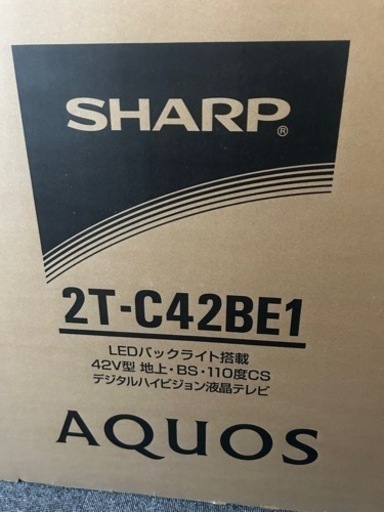 SHARP®
2T-C42BE1
LEDバックライト搭載
42V型 地上・BS・110度CS
デジタルハイビジョン液晶テレビ
AQUOS